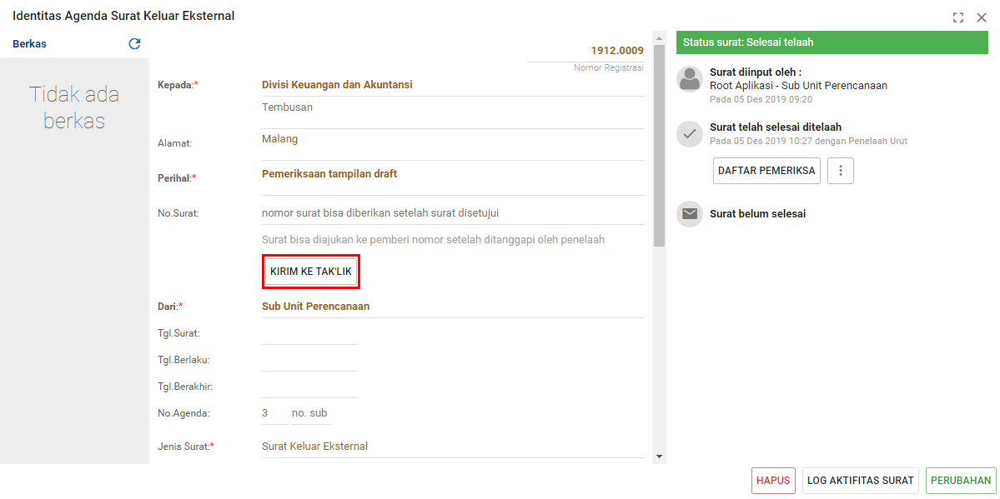 Identitas Agenda Surat Keluar Eksternal
Berkas
Tidak ada
berkas
1912.0009
Nomor Registrasi
Kepada:*
Divisi Keuangan dan Akuntansi
Tembusan
Alamat:
Malang
Perihal:*
Pemeriksaan tampilan draft
No.Surat:
nomor surat bisa diberikan setelah surat disetujui
Surat bisa diajukan ke pemberi nomor setelah ditanggapi oleh penelaah
KIRIM KE TAK'LIK
Dari:*
Sub Unit Perencanaan
Tgl.Surat:
Tgl.Berlaku:
Tgl.Berakhir:
No.Agenda:
3 no. sub
Jenis Surat:*
Surat Keluar Eksternal
Status surat: Selesai telaah
Surat diinput oleh :
Root Aplikasi - Sub Unit Perencanaan
Pada 05 Des 2019 09:20
Surat telah selesai ditelaah
Pada 05 Des 2019 10:27 dengan Penelaah Urut
DAFTAR PEMERIKSA
Surat belum selesai
HAPUS
LOG AKTIFITAS SURAT
PERUBAHAN